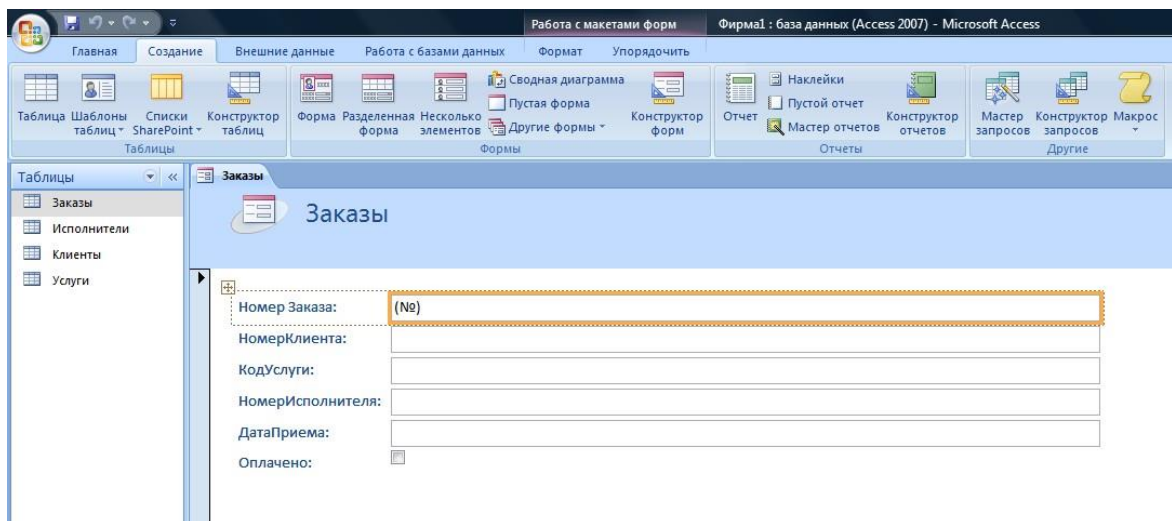 Работа с макетами форм
Фирма1 : база данных (Access 2007) - Microsoft Access
Главная Создание Внешние данные Работа с базами данных Формат Упорядочить
Таблица
Шаблоны таблиц
Списки SharePoint
Конструктор таблиц
Таблицы
Форма
Разделенная форма
Несколько элементов
Сводная диаграмма
Пустая форма
Другие формы
Конструктор форм
Формы
Отчет
Наклейки
Пустой отчет
Мастер отчетов
Конструктор отчетов
Отчеты
Мастер запросов
Конструктор запросов
Макрос
Другие
Таблицы
Заказы
Исполнители
Клиенты
Услуги
Заказы
Заказы
Номер Заказа: (№)
НомерКлиента:
КодУслуги:
НомерИсполнителя:
ДатаПриема:
Оплачено: